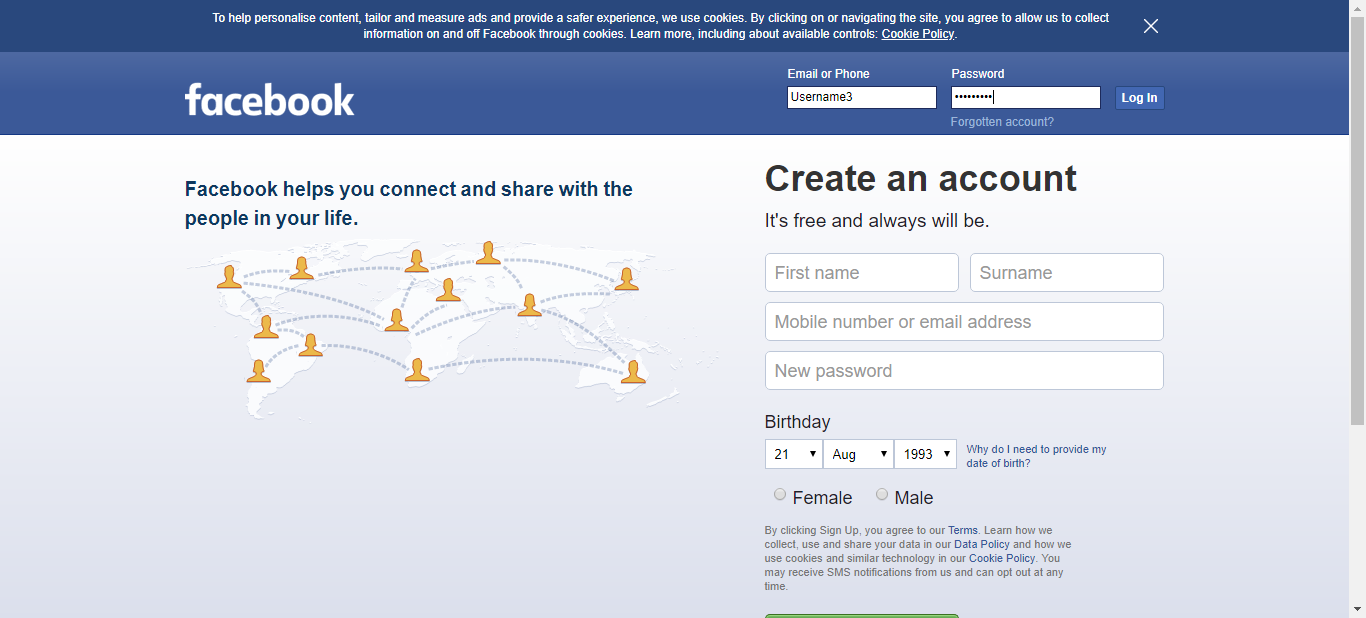 To help personalise content, tailor and measure ads and provide a safer experience, we use cookies. By clicking on or navigating the site, you agree to allow us to collect
information on and off Facebook through cookies. Learn more, including about available controls: Cookie Policy.
facebook
Email or Phone
Password
Username3
•••••••••
Log In
Forgotten account?
Facebook helps you connect and share with the
people in your life.
Create an account
It's free and always will be.
First name
Surname
Mobile number or email address
New password
Birthday
21
Aug
1993
Why do I need to provide my
date of birth?
Female
Male
By clicking Sign Up, you agree to our Terms. Learn how we
collect, use and share your data in our Data Policy and how we
use cookies and similar technology in our Cookie Policy. You
may receive SMS notifications from us and can opt out at any
time.